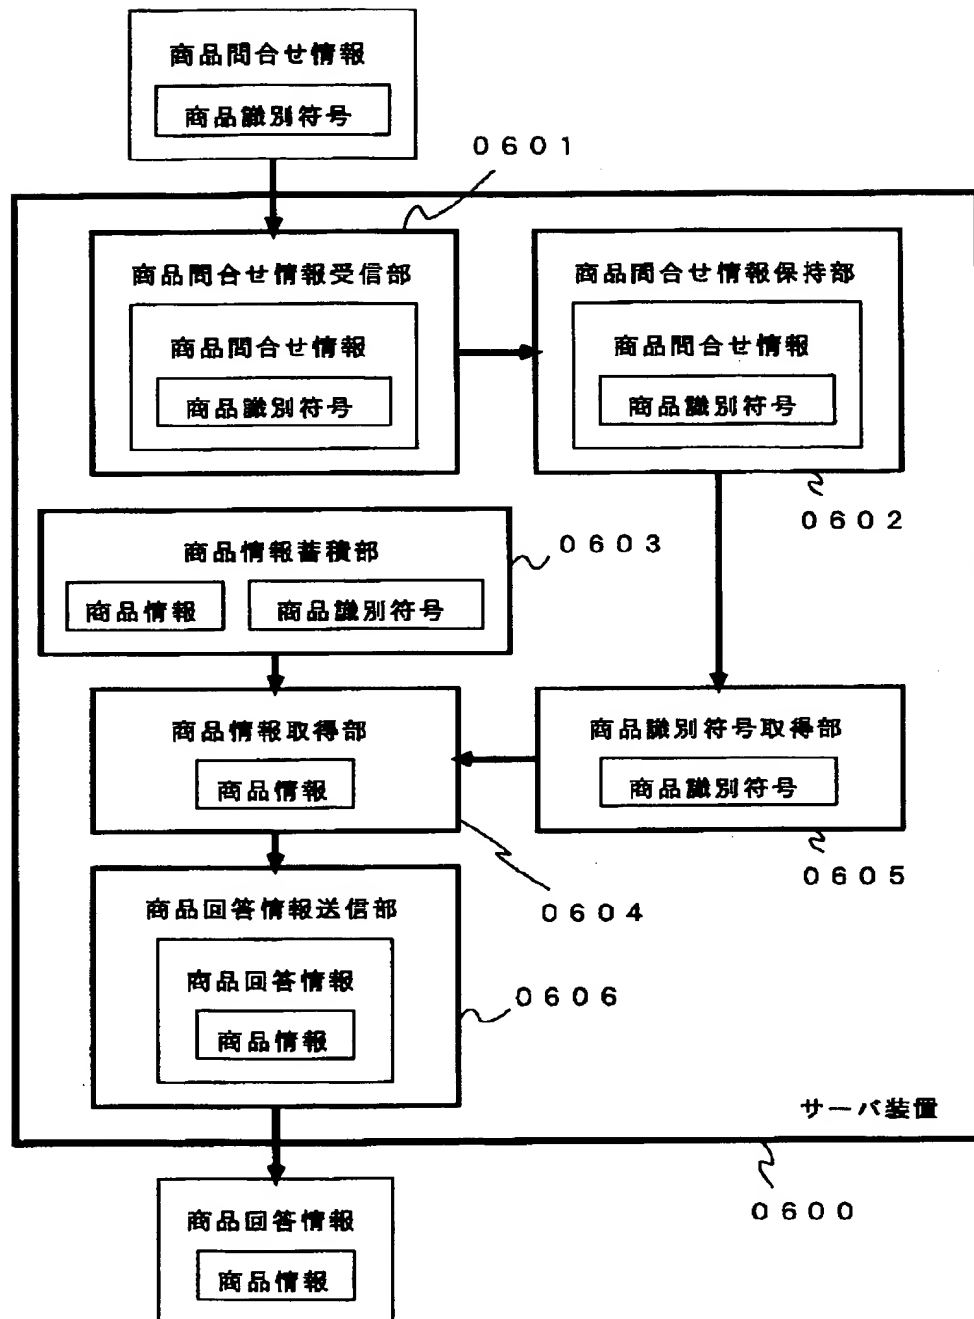 商品問合せ情報
商品識別符号
0601
商品問合せ情報受信部
商品問合せ情報
商品識別符号
商品問合せ情報保持部
商品問合せ情報
商品識別符号
0602
商品情報蓄積部
商品情報
商品識別符号
0603
商品情報取得部
商品情報
0604
商品識別符号取得部
商品識別符号
0605
商品回答情報送信部
商品回答情報
商品情報
0606
サーバ装置
0600
商品回答情報
商品情報